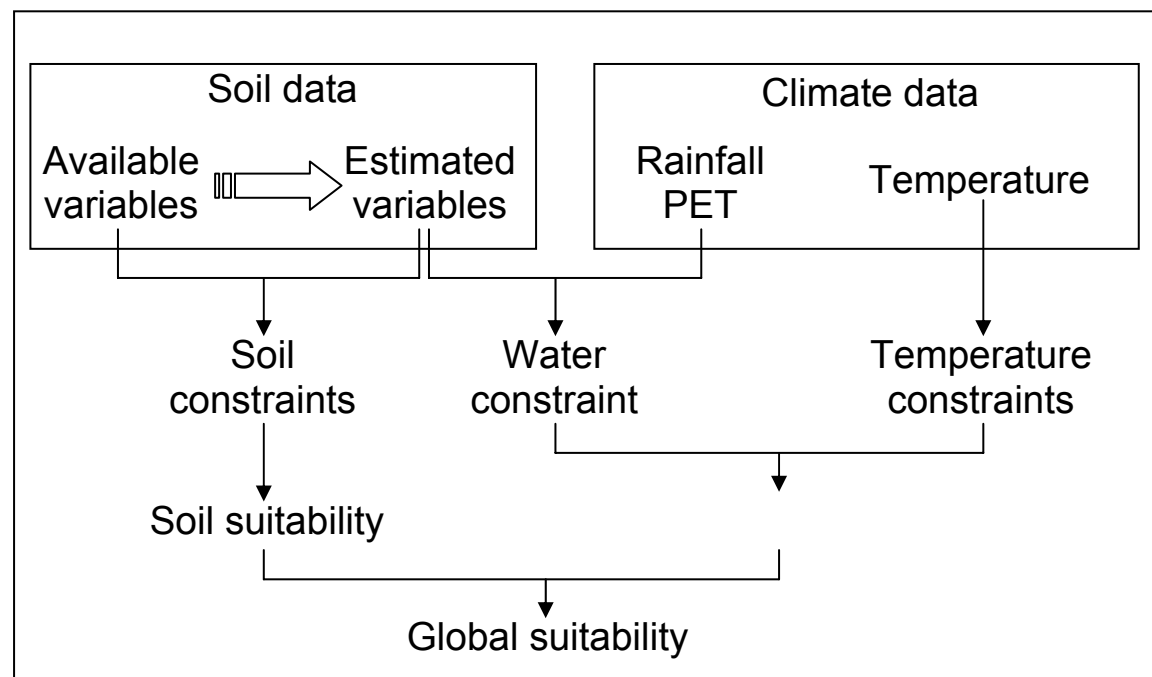 Soil data
Available
variables
Estimated
variables
Climate data
Rainfall
PET
Temperature
Soil
constraints
Water
constraint
Temperature
constraints
Soil suitability
Global suitability